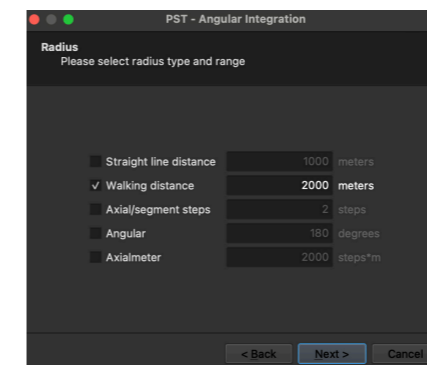 PST - Angular Integration
Radius
Please select radius type and range
Straight line distance 1000 meters
Walking distance 2000 meters
Axial/segment steps 2 steps
Angular 180 degrees
Axialmeter 2000 steps*m
< Back Next > Cancel